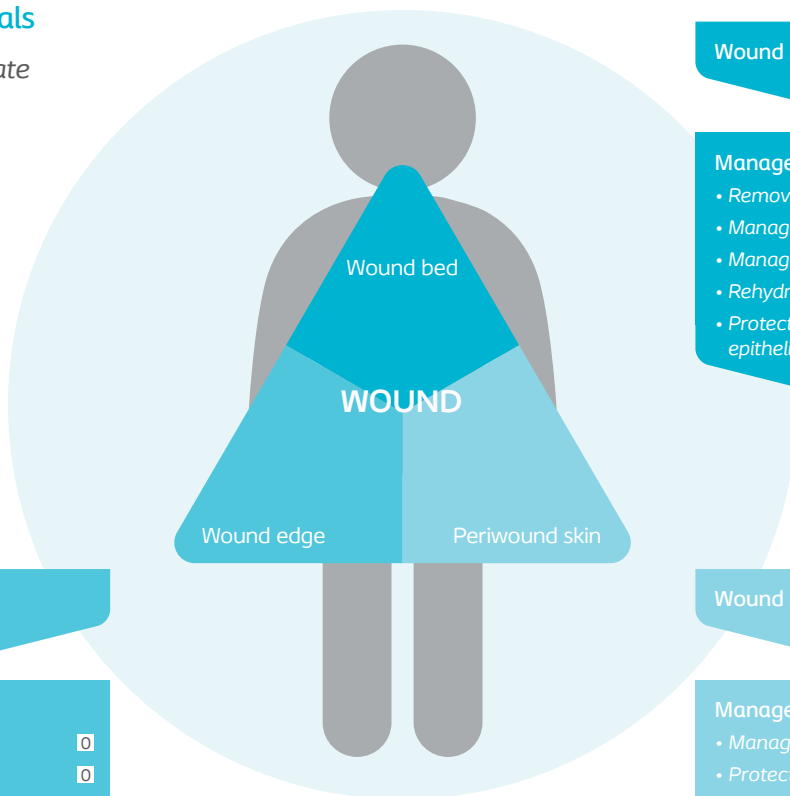 als
ate
Wound
Manage
• Remov
• Manag
• Manag
• Rehydr
• Protect
epitheli
Wound bed
WOUND
Wound edge
Periwound skin
0
0
Wound
Manage
• Manag
• Protect